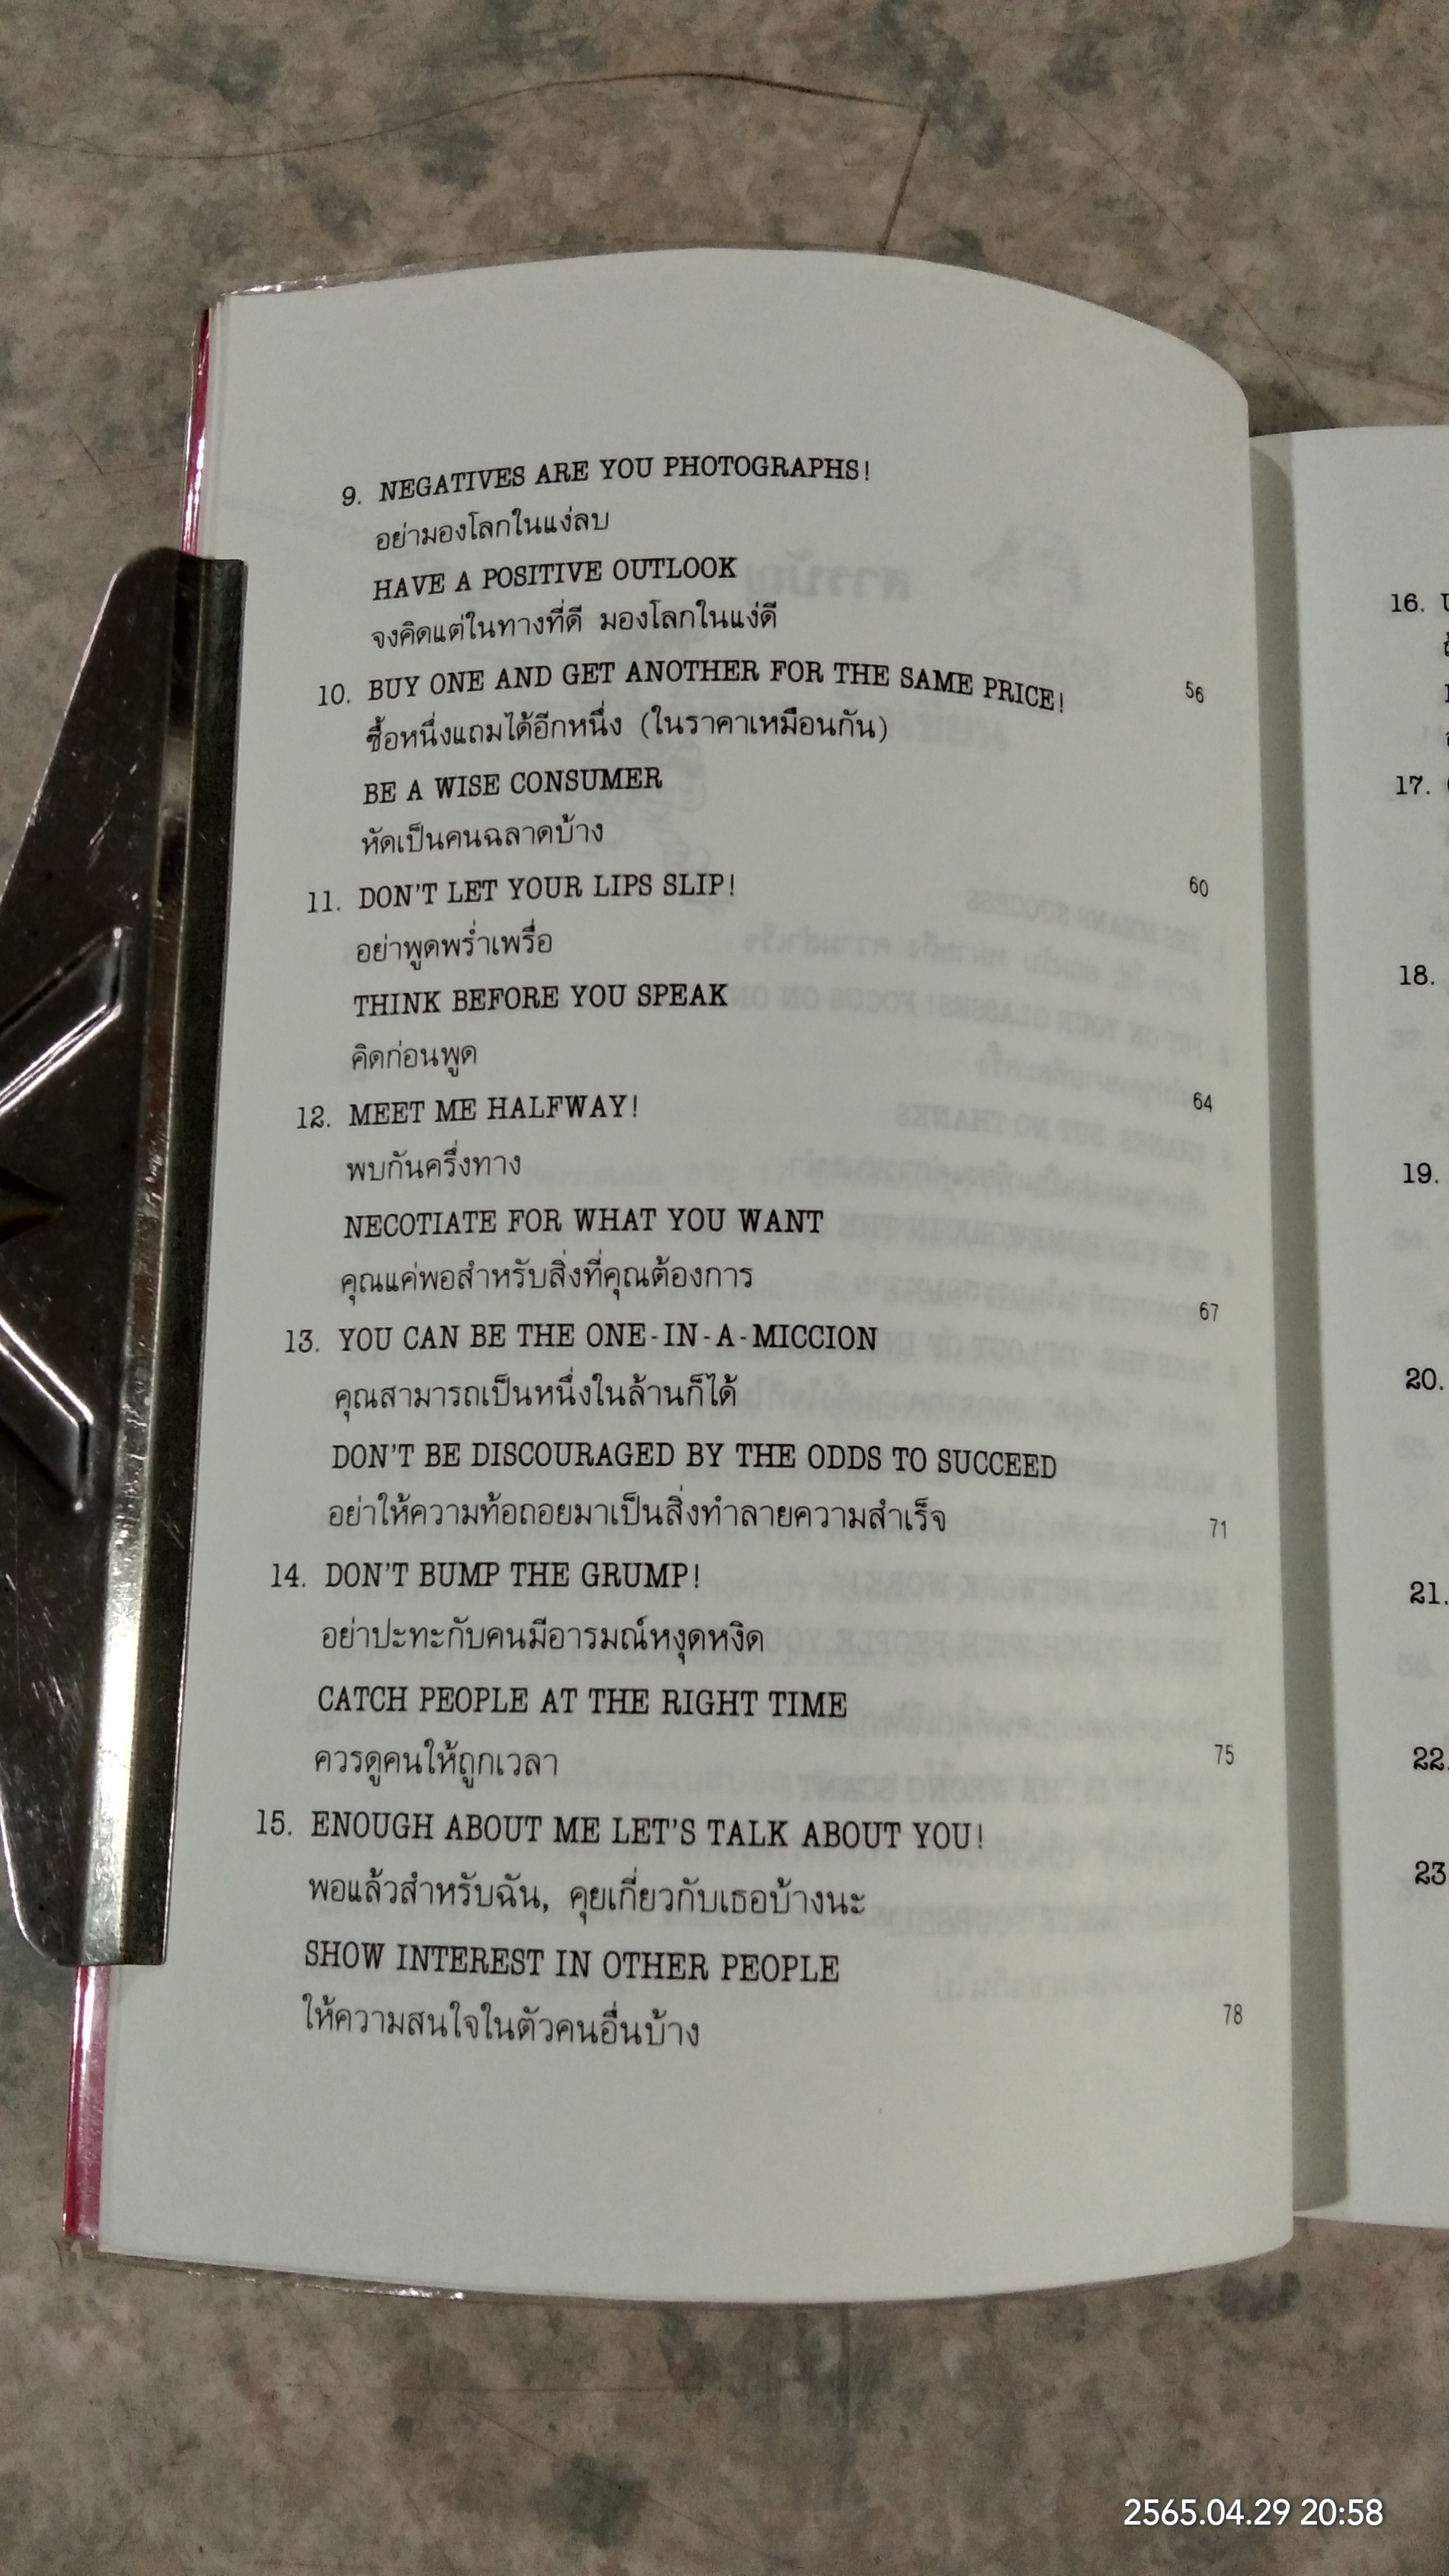 9. NEGATIVES ARE YOU PHOTOGRAPHS!
อย่ามองโลกในแง่ลบ
HAVE A POSITIVE OUTLOOK
จงคิดแต่ในทางที่ดี มองโลกในแง่ดี 56
10. BUY ONE AND GET ANOTHER FOR THE SAME PRICE!
ซื้อหนึ่งแถมได้อีกหนึ่ง (ในราคาเหมือนกัน)
BE A WISE CONSUMER
หัดเป็นคนฉลาดบ้าง 60
11. DON'T LET YOUR LIPS SLIP!
อย่าพูดพร่ำเพรื่อ
THINK BEFORE YOU SPEAK
คิดก่อนพูด 64
12. MEET ME HALFWAY!
พบกันครึ่งทาง
NECOTIATE FOR WHAT YOU WANT
คุณแค่พอสำหรับสิ่งที่คุณต้องการ 67
13. YOU CAN BE THE ONE-IN-A-MICCION
คุณสามารถเป็นหนึ่งในล้านก็ได้
DON'T BE DISCOURAGED BY THE ODDS TO SUCCEED
อย่าให้ความท้อถอยมาเป็นสิ่งทำลายความสำเร็จ 71
14. DON'T BUMP THE GRUMP!
อย่าปะทะกับคนมีอารมณ์หงุดหงิด
CATCH PEOPLE AT THE RIGHT TIME
ควรดูคนให้ถูกเวลา 75
15. ENOUGH ABOUT ME LET'S TALK ABOUT YOU!
พอแล้วสำหรับฉัน, คุยเกี่ยวกับเธอบ้างนะ
SHOW INTEREST IN OTHER PEOPLE
ให้ความสนใจในตัวคนอื่นบ้าง 78
16.
17.
18.
19.
20.
21.
22.
23
2565.04.29 20:58